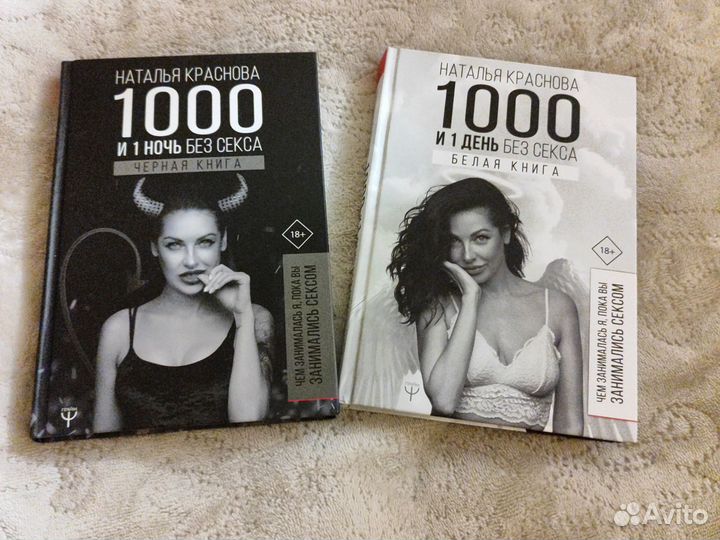 НАТАЛЬЯ КРАСНОВА
1000
И 1 НОЧЬ БЕЗ СЕКСА
ЧЕРНАЯ КНИГА
18+
ЧЕМ ЗАНИМАЛАСЬ Я, ПОКА ВЫ
ЗАНИМАЛИСЬ СЕКСОМ
НАТАЛЬЯ КРАСНОВА
1000
И 1 ДЕНЬ БЕЗ СЕКСА
БЕЛАЯ КНИГА
18+
ЧЕМ ЗАНИМАЛАСЬ Я, ПОКА ВЫ
ЗАНИМАЛИСЬ СЕКСОМ
Avito